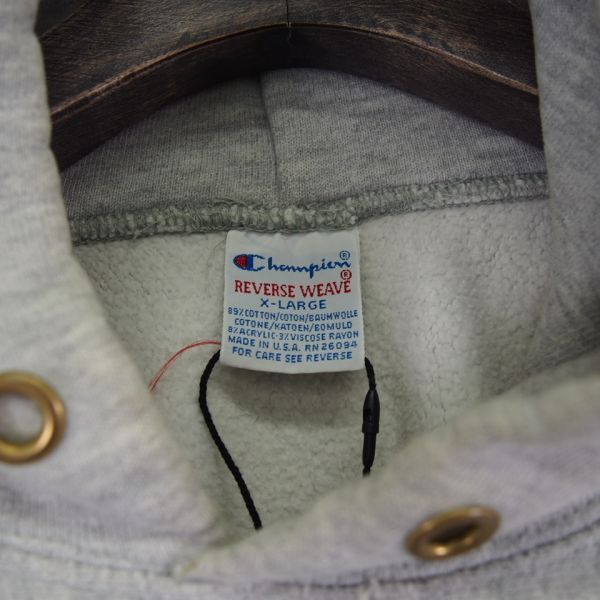 Champion ®
REVERSE WEAVE ®
X-LARGE
89% COTTON/COTON/BAUMWOLLE
COTONE/KATOEN/BOMULD
8% ACRYLIC·3% VISCOSE RAYON
MADE IN U.S.A. RN 26094
FOR CARE SEE REVERSE